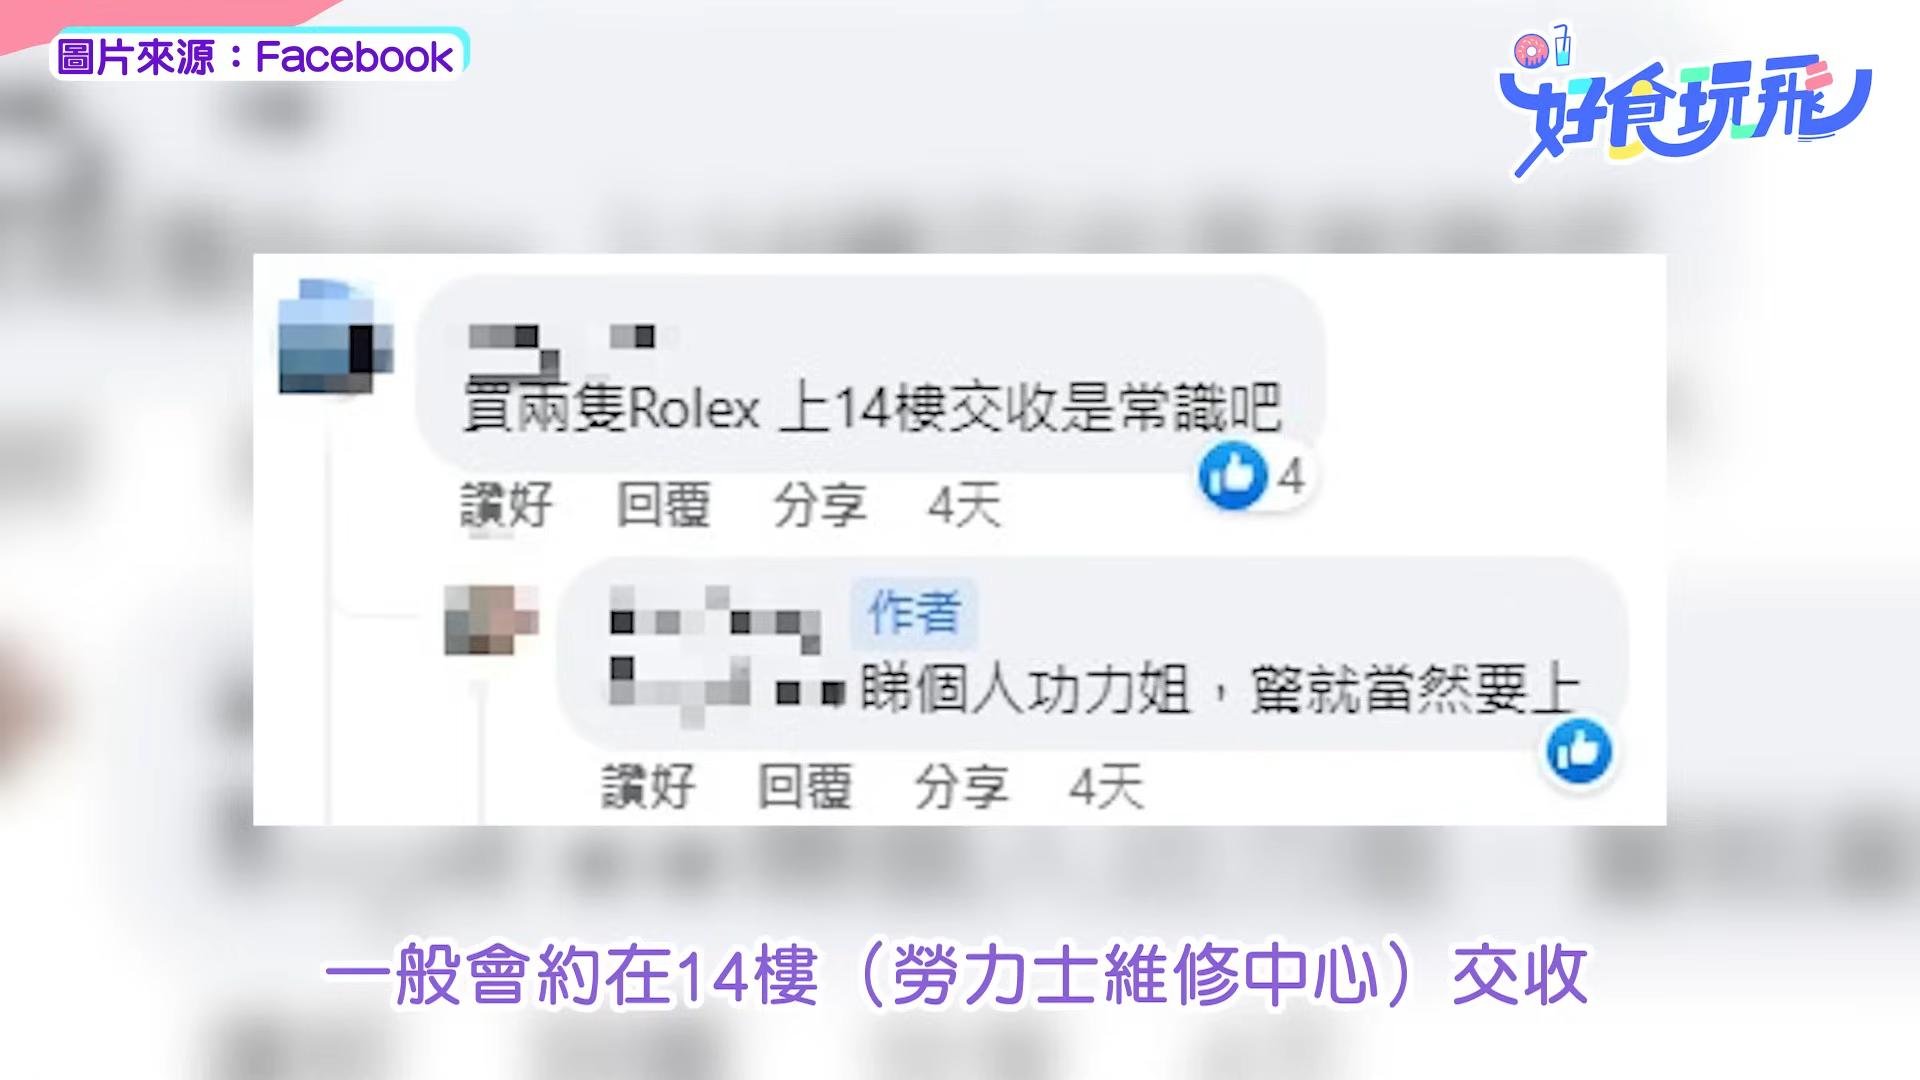 圖片來源：Facebook
好食玩飛
買兩隻Rolex 上14樓交收是常識吧
4
讚好 回覆 分享 4天
作者
睇個人功力姐，驚就當然要上
讚好 回覆 分享 4天
一般會約在14樓（勞力士維修中心）交收